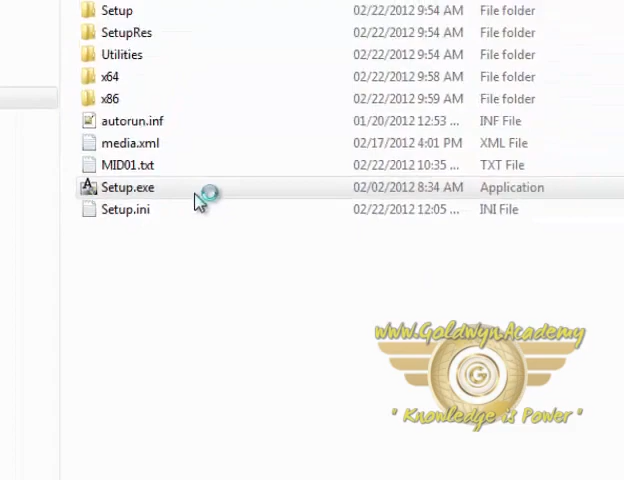 Setup 02/22/2012 9:54 AM File folder
SetupRes 02/22/2012 9:54 AM File folder
Utilities 02/22/2012 9:54 AM File folder
x64 02/22/2012 9:58 AM File folder
x86 02/22/2012 9:59 AM File folder
autorun.inf 01/20/2012 12:53 ... INF File
media.xml 02/17/2012 4:01 PM XML File
MID01.txt 02/22/2012 10:35 ... TXT File
Setup.exe 02/02/2012 8:34 AM Application
Setup.ini 02/22/2012 12:05 ... INI File
www.Goldwyn.Academy
G
" Knowledge is Power "